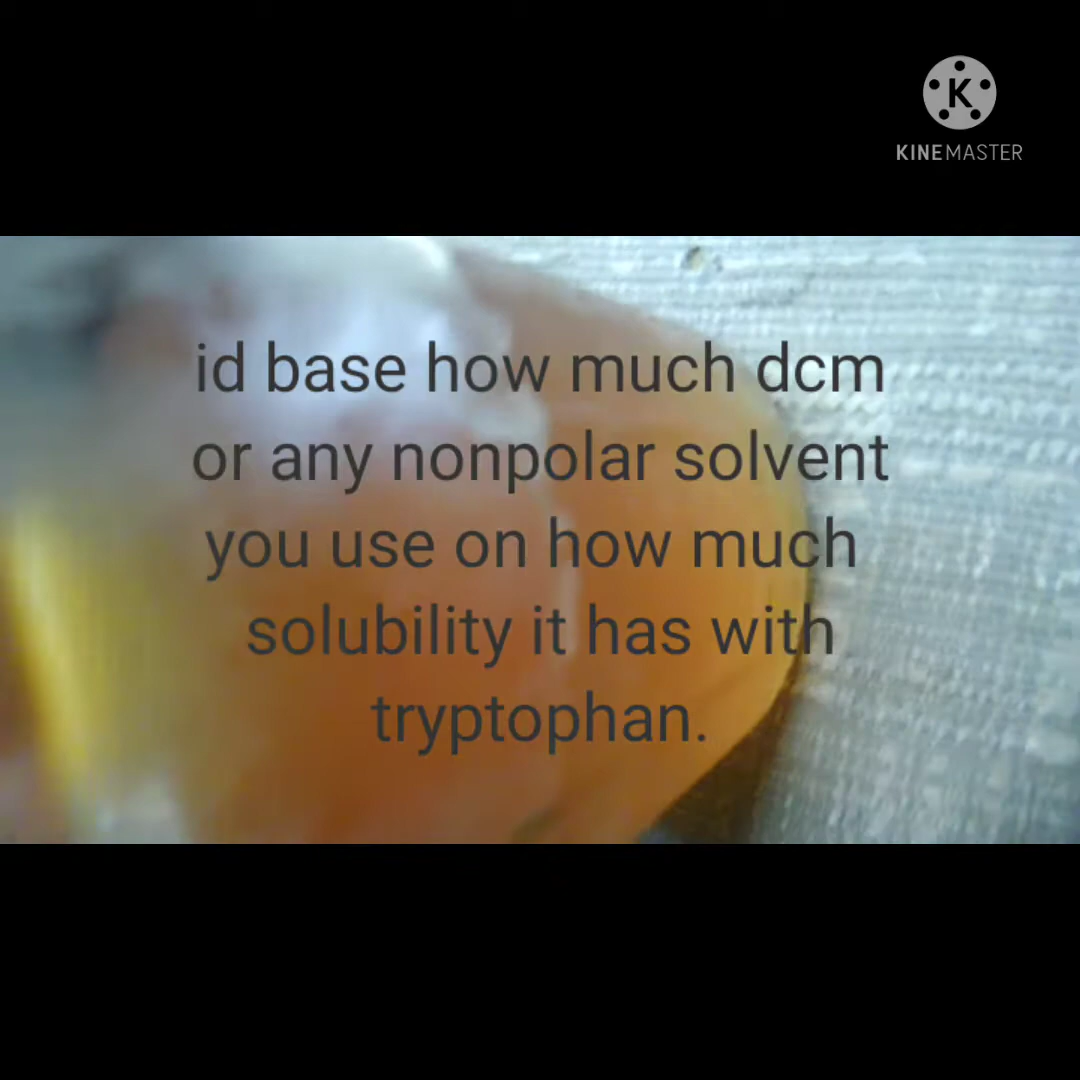 K
KINEMASTER
id base how much dcm
or any nonpolar solvent
you use on how much
solubility it has with
tryptophan.